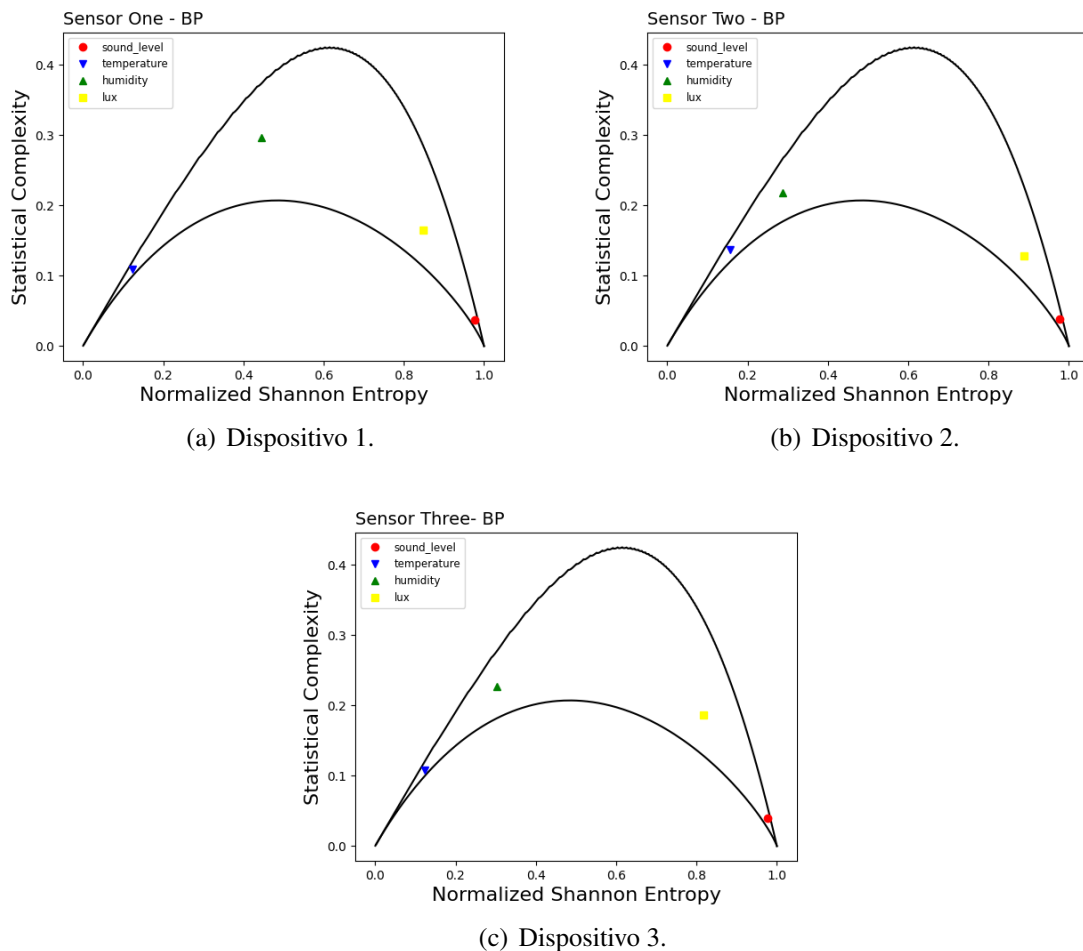 Sensor One - BP
sound_level
temperature
humidity
lux
Statistical Complexity
0.4
0.3
0.2
0.1
0.0
0.0 0.2 0.4 0.6 0.8 1.0
Normalized Shannon Entropy
(a) Dispositivo 1.
Sensor Two - BP
sound_level
temperature
humidity
lux
Statistical Complexity
0.4
0.3
0.2
0.1
0.0
0.0 0.2 0.4 0.6 0.8 1.0
Normalized Shannon Entropy
(b) Dispositivo 2.
Sensor Three- BP
sound_level
temperature
humidity
lux
Statistical Complexity
0.4
0.3
0.2
0.1
0.0
0.0 0.2 0.4 0.6 0.8 1.0
Normalized Shannon Entropy
(c) Dispositivo 3.